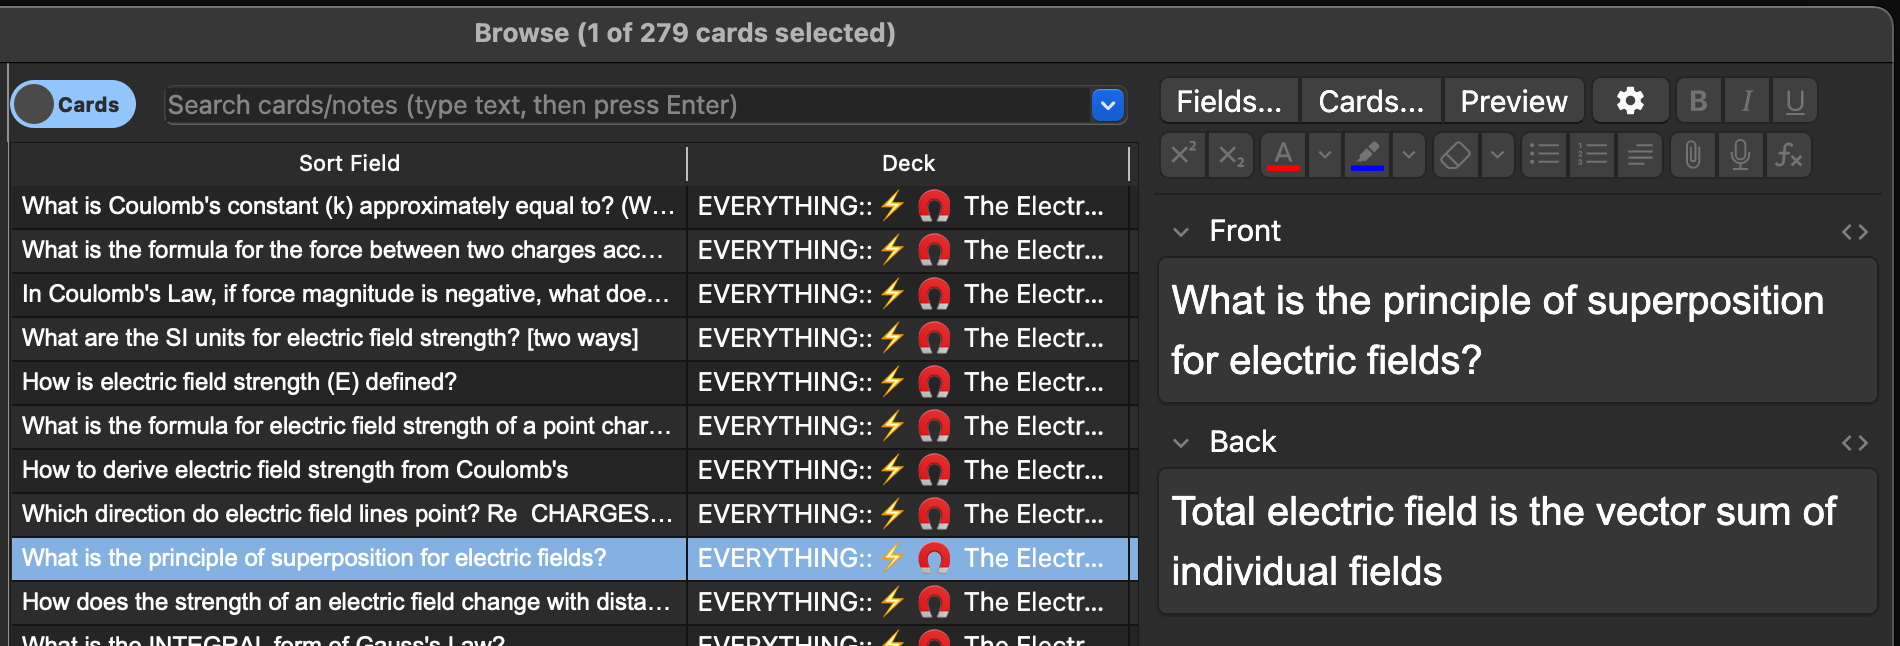 Browse (1 of 279 cards selected)
Cards
Search cards/notes (type text, then press Enter)
Sort Field Deck
What is Coulomb's constant (k) approximately equal to? (W... EVERYTHING::⚡🧲 The Electr...
What is the formula for the force between two charges acc... EVERYTHING::⚡🧲 The Electr...
In Coulomb's Law, if force magnitude is negative, what doe... EVERYTHING::⚡🧲 The Electr...
What are the SI units for electric field strength? [two ways] EVERYTHING::⚡🧲 The Electr...
How is electric field strength (E) defined? EVERYTHING::⚡🧲 The Electr...
What is the formula for electric field strength of a point char... EVERYTHING::⚡🧲 The Electr...
How to derive electric field strength from Coulomb's EVERYTHING::⚡🧲 The Electr...
Which direction do electric field lines point? Re CHARGES... EVERYTHING::⚡🧲 The Electr...
What is the principle of superposition for electric fields? EVERYTHING::⚡🧲 The Electr...
How does the strength of an electric field change with dista... EVERYTHING::⚡🧲 The Electr...
What is the INTEGRAL form of Gauss's Law? EVERYTHING::⚡🧲 The Electr...
Fields... Cards... Preview B I U
x² x₂ A fx
Front
What is the principle of superposition
for electric fields?
Back
Total electric field is the vector sum of
individual fields